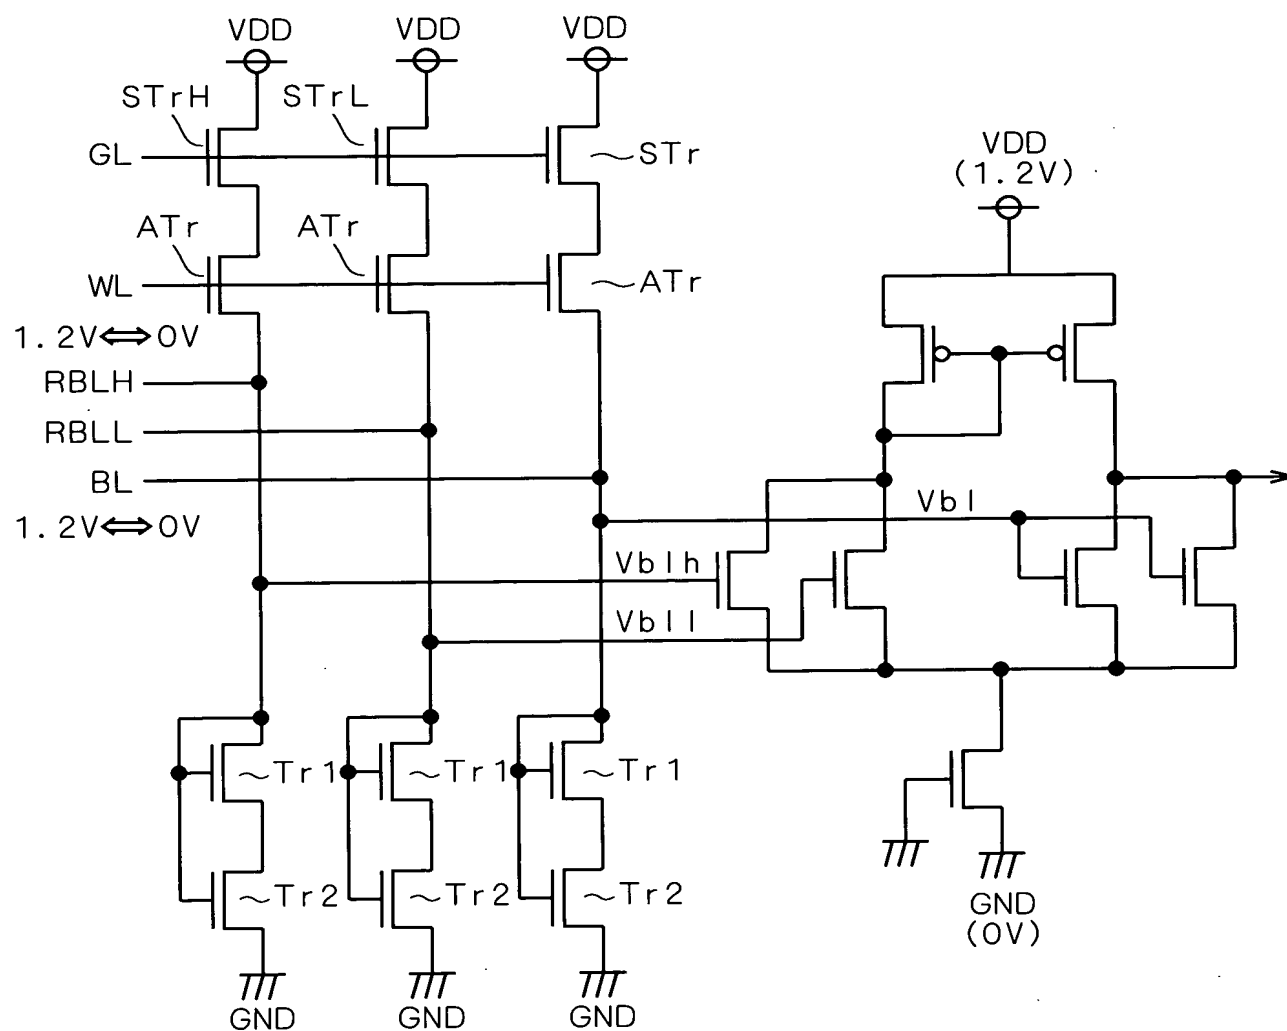 VDD VDD VDD
STrH STrL
GL STr
VDD
(1.2V)
ATr ATr
WL ATr
1.2V⇔0V
RBLH
RBLL
BL
Vbl
1.2V⇔0V
Vblh
Vbll
Tr1 Tr1 Tr1
Tr2 Tr2 Tr2
GND
(0V)
GND GND GND